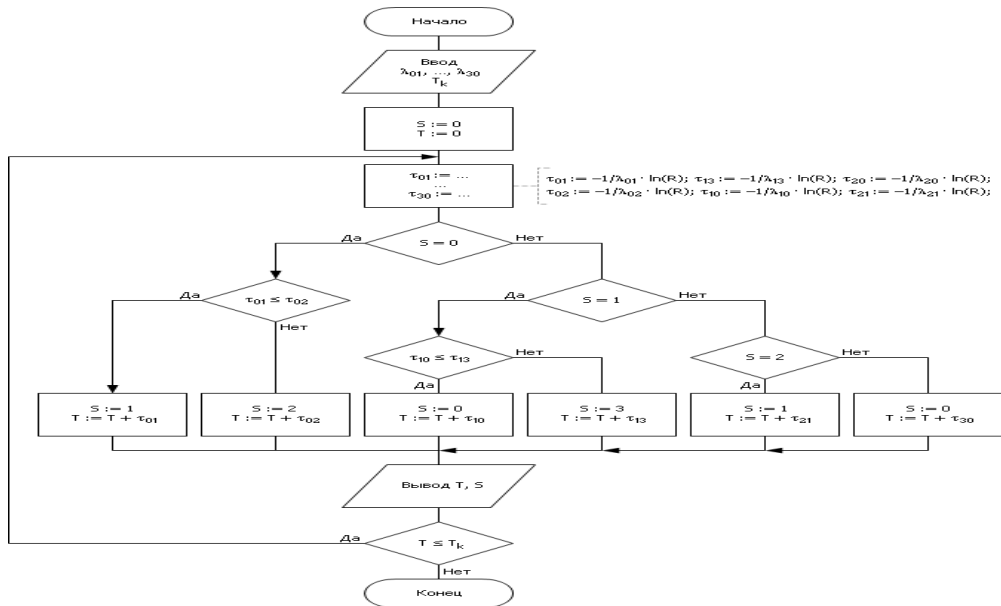 Начало
Ввод
λ₀₁, ..., λ₃₀
Tₖ
S := 0
T := 0
τ₀₁ := ...
...
τ₃₀ := ...
τ₀₁ := −1/λ₀₁ · ln(R); τ₁₃ := −1/λ₁₃ · ln(R); τ₂₀ := −1/λ₂₀ · ln(R);
τ₀₂ := −1/λ₀₂ · ln(R); τ₁₀ := −1/λ₁₀ · ln(R); τ₂₁ := −1/λ₂₁ · ln(R);
Да
S = 0
Нет
Да
τ₀₁ ≤ τ₀₂
Нет
Да
S = 1
Нет
τ₁₀ ≤ τ₁₃
Нет
Да
S = 2
Нет
Да
S := 1
T := T + τ₀₁
S := 2
T := T + τ₀₂
S := 0
T := T + τ₁₀
S := 3
T := T + τ₁₃
S := 1
T := T + τ₂₁
S := 0
T := T + τ₃₀
Вывод T, S
Да
T ≤ Tₖ
Нет
Конец